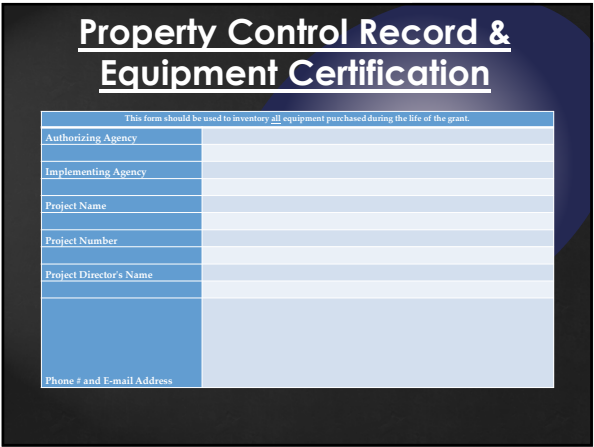 Property Control Record &
Equipment Certification
This form should be used to inventory all equipment purchased during the life of the grant.
Authorizing Agency
Implementing Agency
Project Name
Project Number
Project Director's Name
Phone # and E-mail Address